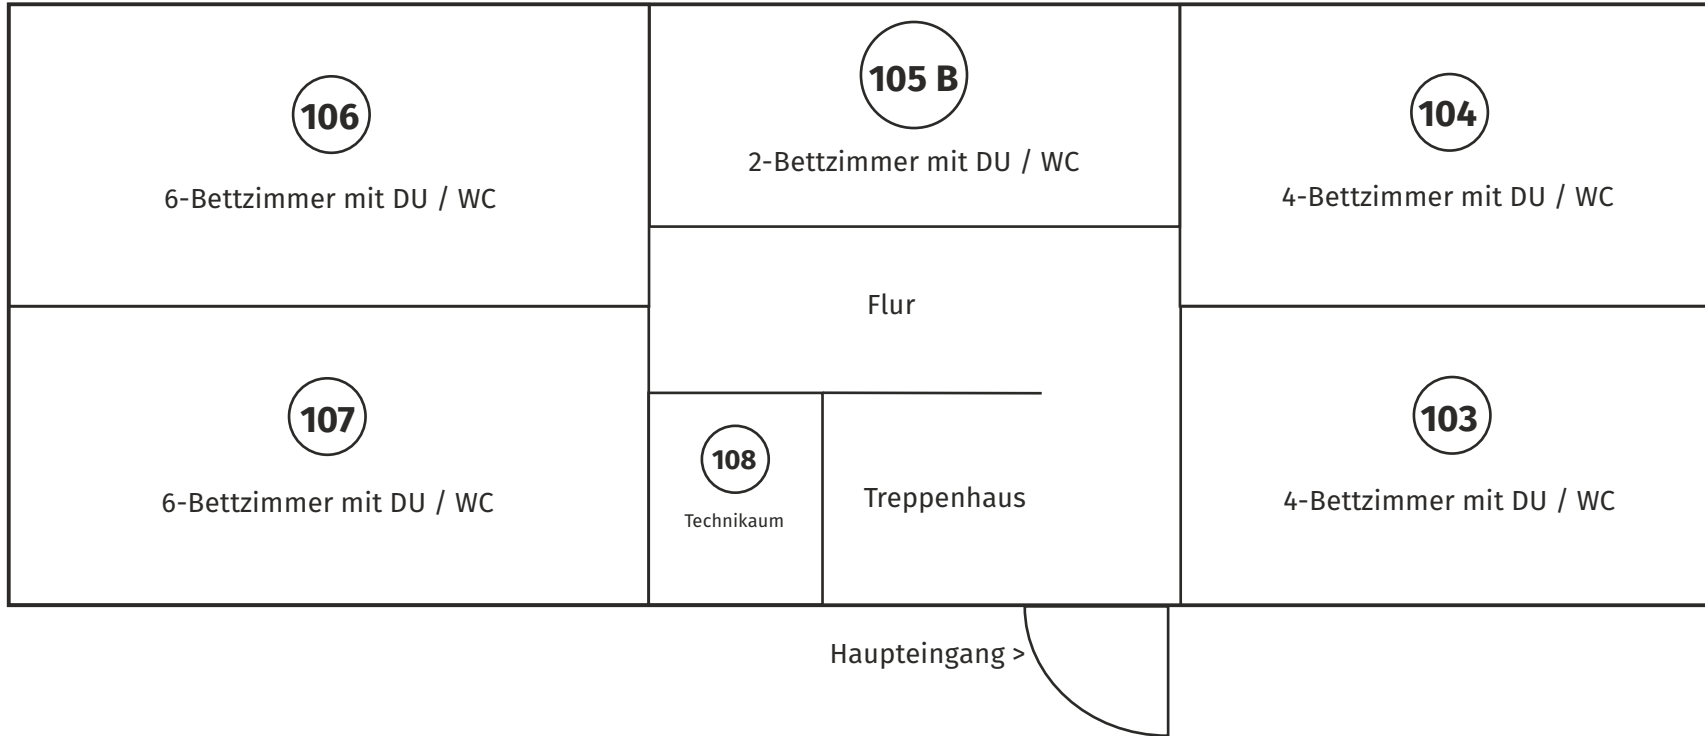 106
6-Bettzimmer mit DU / WC
105 B
2-Bettzimmer mit DU / WC
104
4-Bettzimmer mit DU / WC
Flur
107
6-Bettzimmer mit DU / WC
108
Technikaum
Treppenhaus
103
4-Bettzimmer mit DU / WC
Haupteingang >